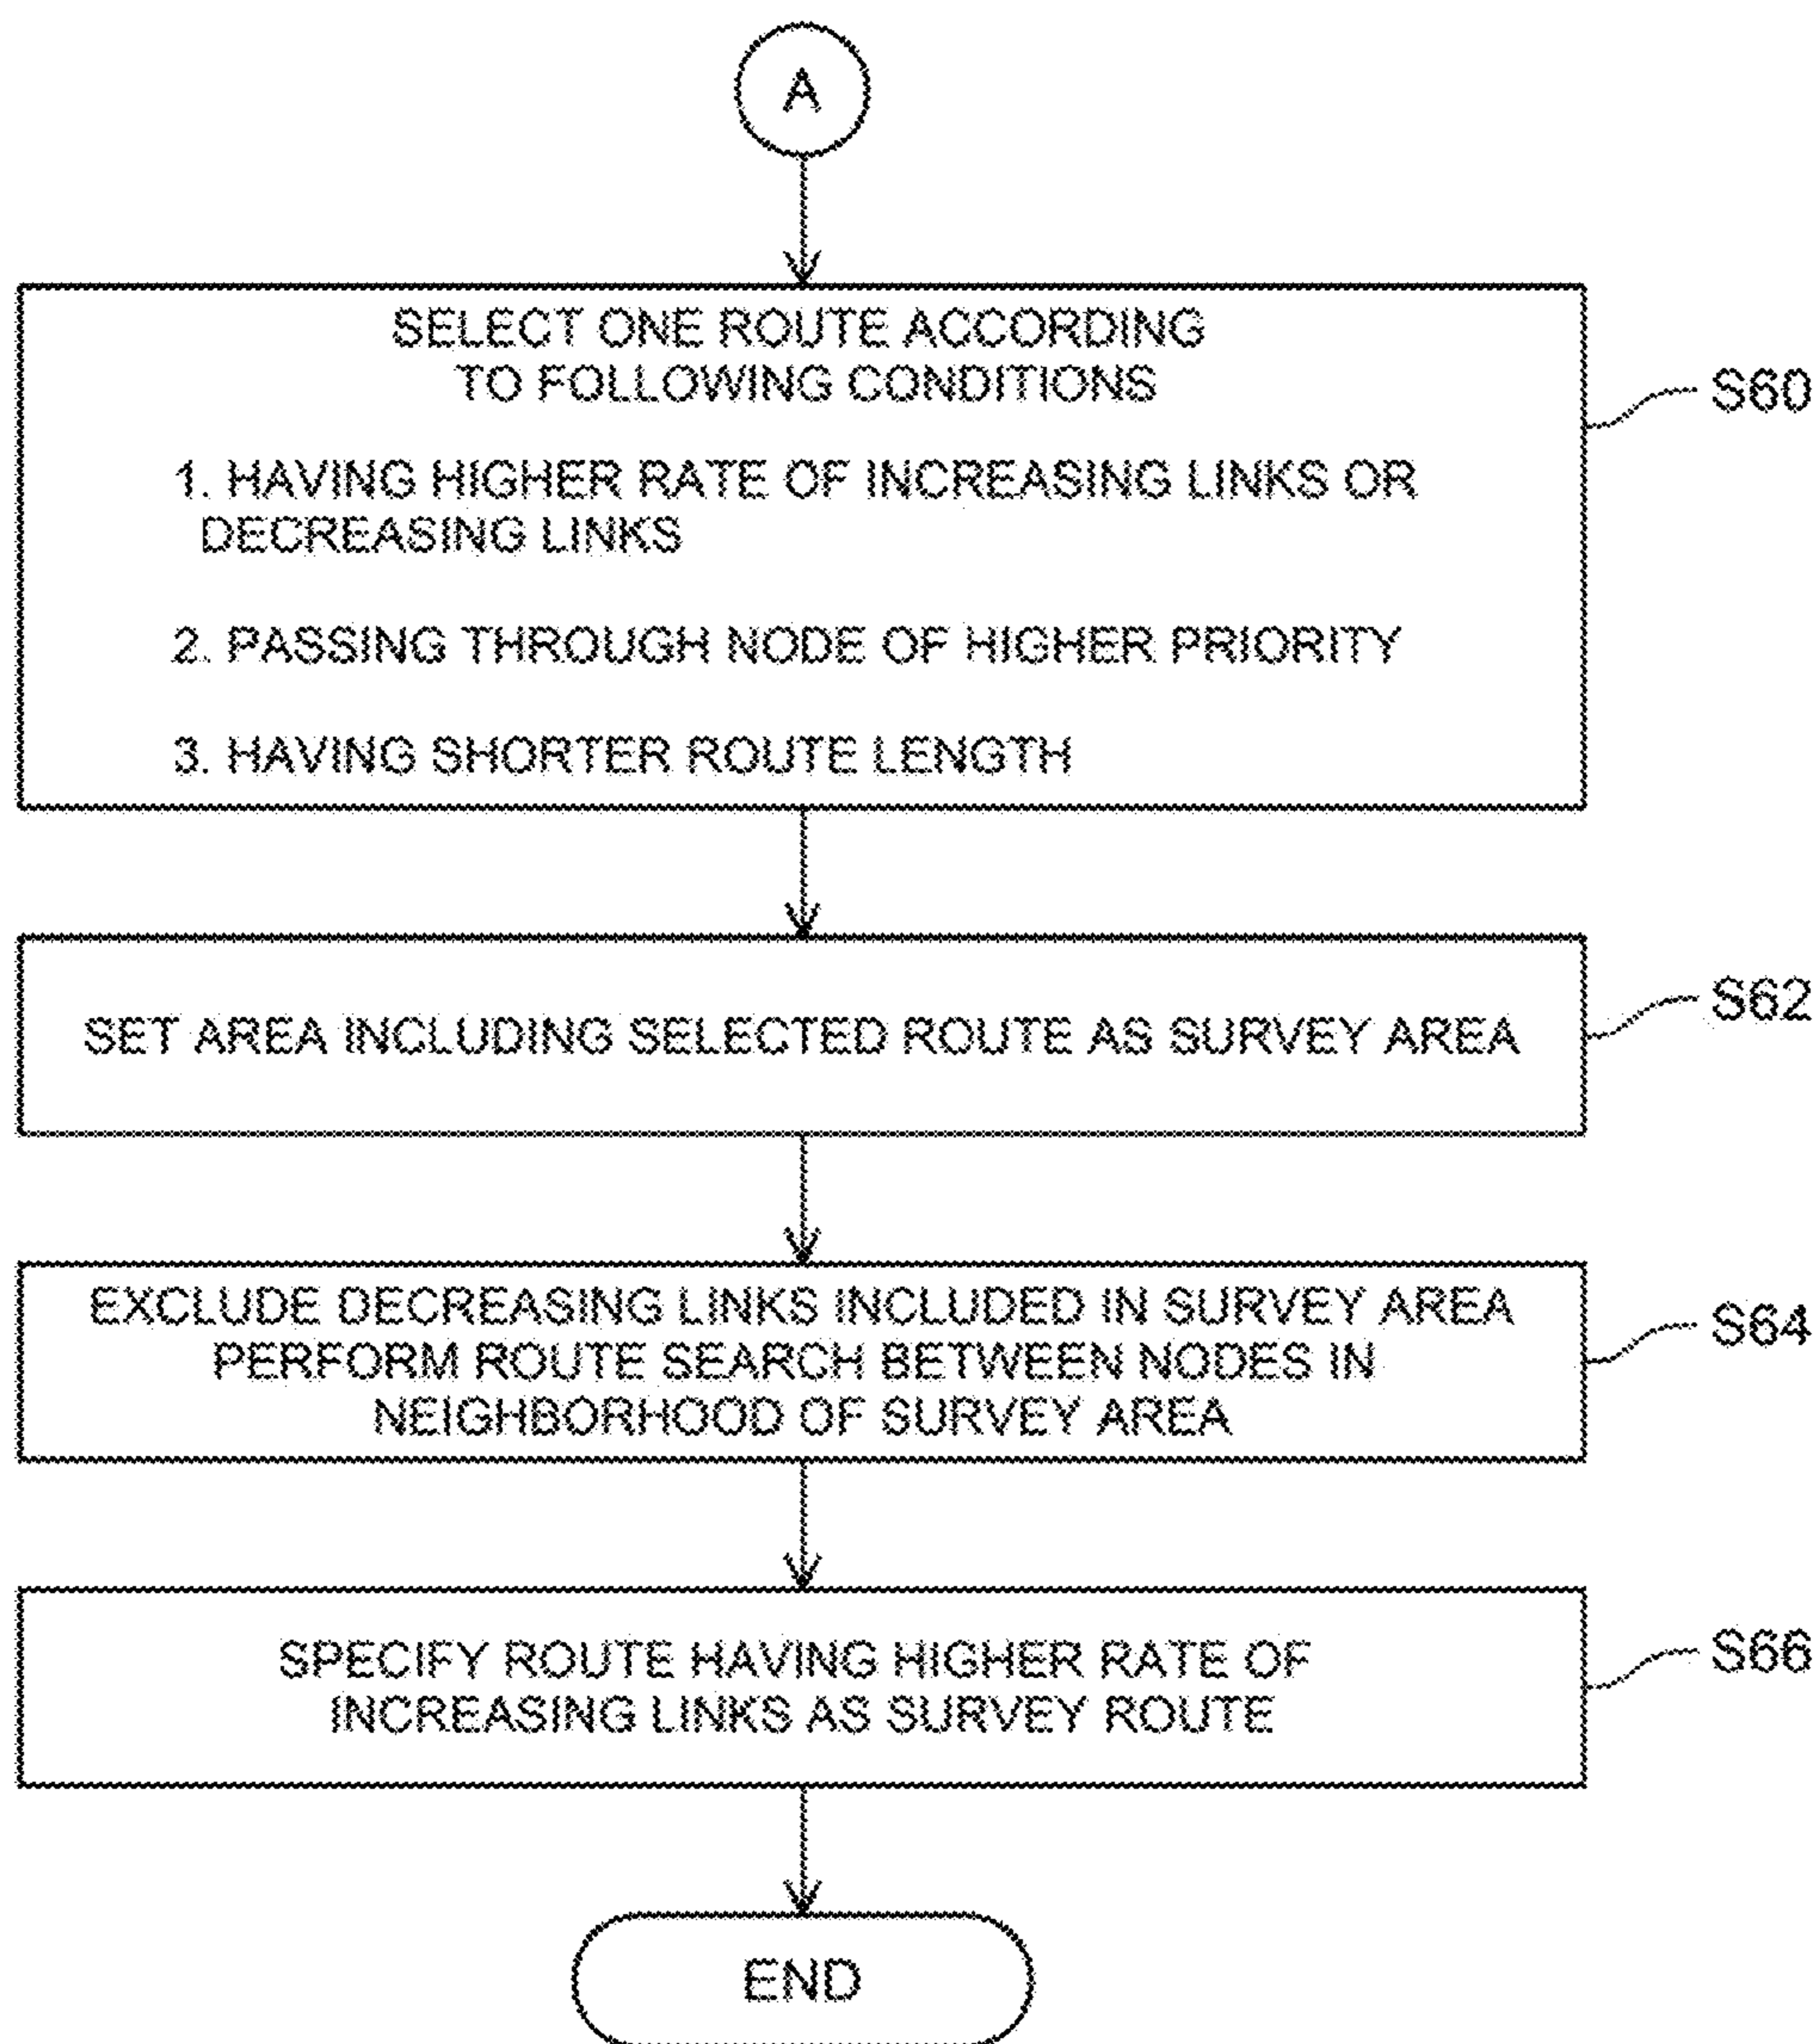 A
SELECT ONE ROUTE ACCORDING
TO FOLLOWING CONDITIONS
S60
1. HAVING HIGHER RATE OF INCREASING LINKS OR
DECREASING LINKS
2. PASSING THROUGH NODE OF HIGHER PRIORITY
3. HAVING SHORTER ROUTE LENGTH
SET AREA INCLUDING SELECTED ROUTE AS SURVEY AREA
S62
EXCLUDE DECREASING LINKS INCLUDED IN SURVEY AREA
PERFORM ROUTE SEARCH BETWEEN NODES IN
NEIGHBORHOOD OF SURVEY AREA
S64
SPECIFY ROUTE HAVING HIGHER RATE OF
INCREASING LINKS AS SURVEY ROUTE
S66
END